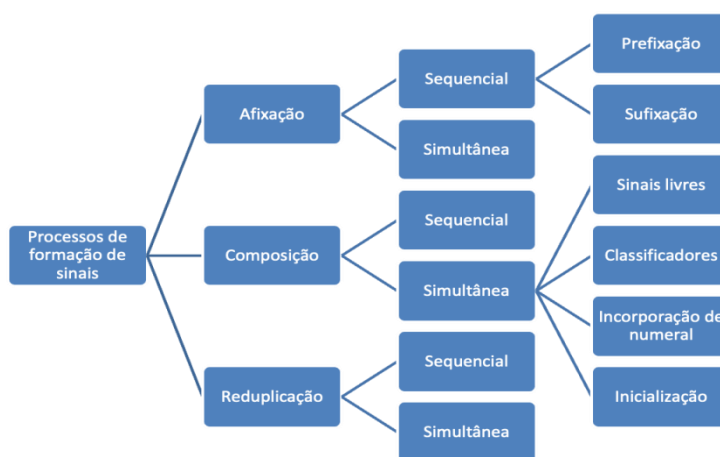 Processos de
formação de
sinais
Afixação
Sequencial
Prefixação
Sufixação
Simultânea
Composição
Sequencial
Simultânea
Sinais livres
Classificadores
Incorporação de
numeral
Inicialização
Reduplicação
Sequencial
Simultânea